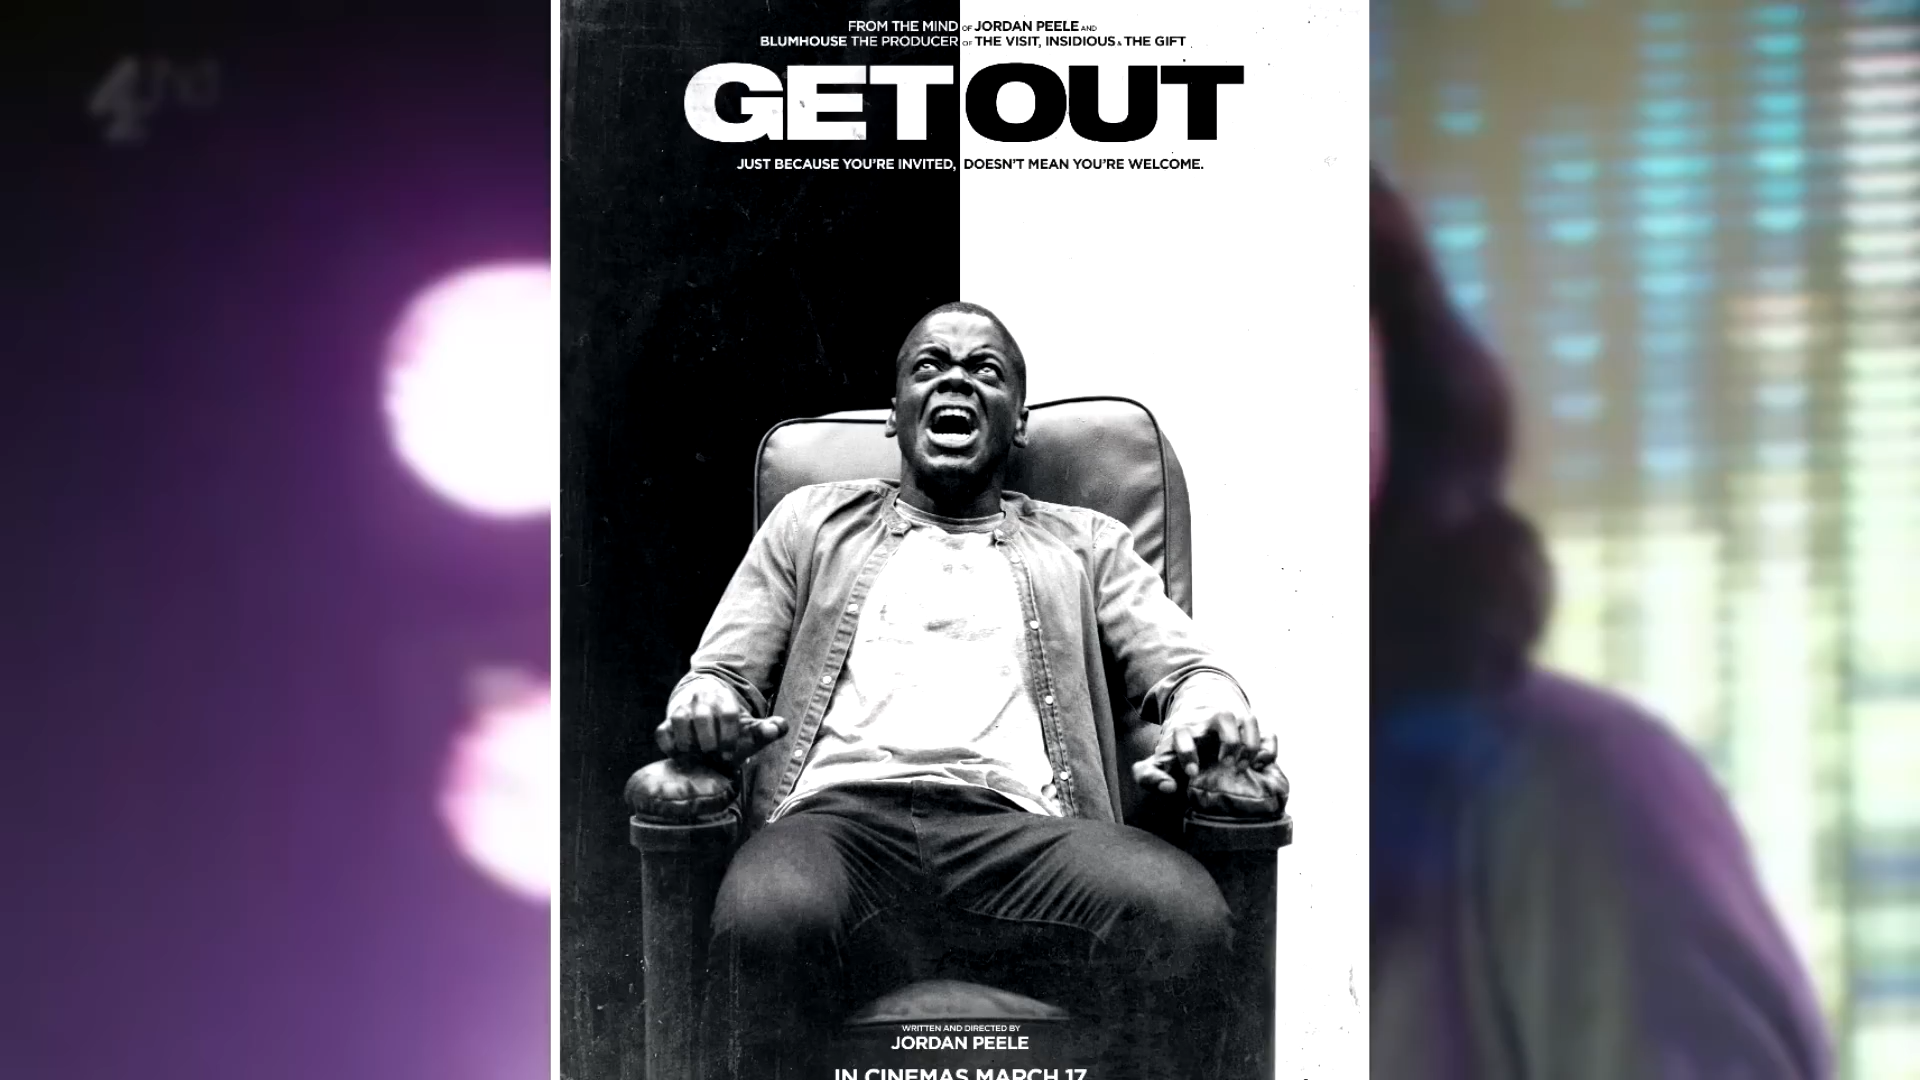 4 HD
FROM THE MIND OF JORDAN PEELE AND
BLUMHOUSE THE PRODUCER OF THE VISIT, INSIDIOUS & THE GIFT
GET OUT
JUST BECAUSE YOU'RE INVITED, DOESN'T MEAN YOU'RE WELCOME.
WRITTEN AND DIRECTED BY
JORDAN PEELE
IN CINEMAS MARCH 17